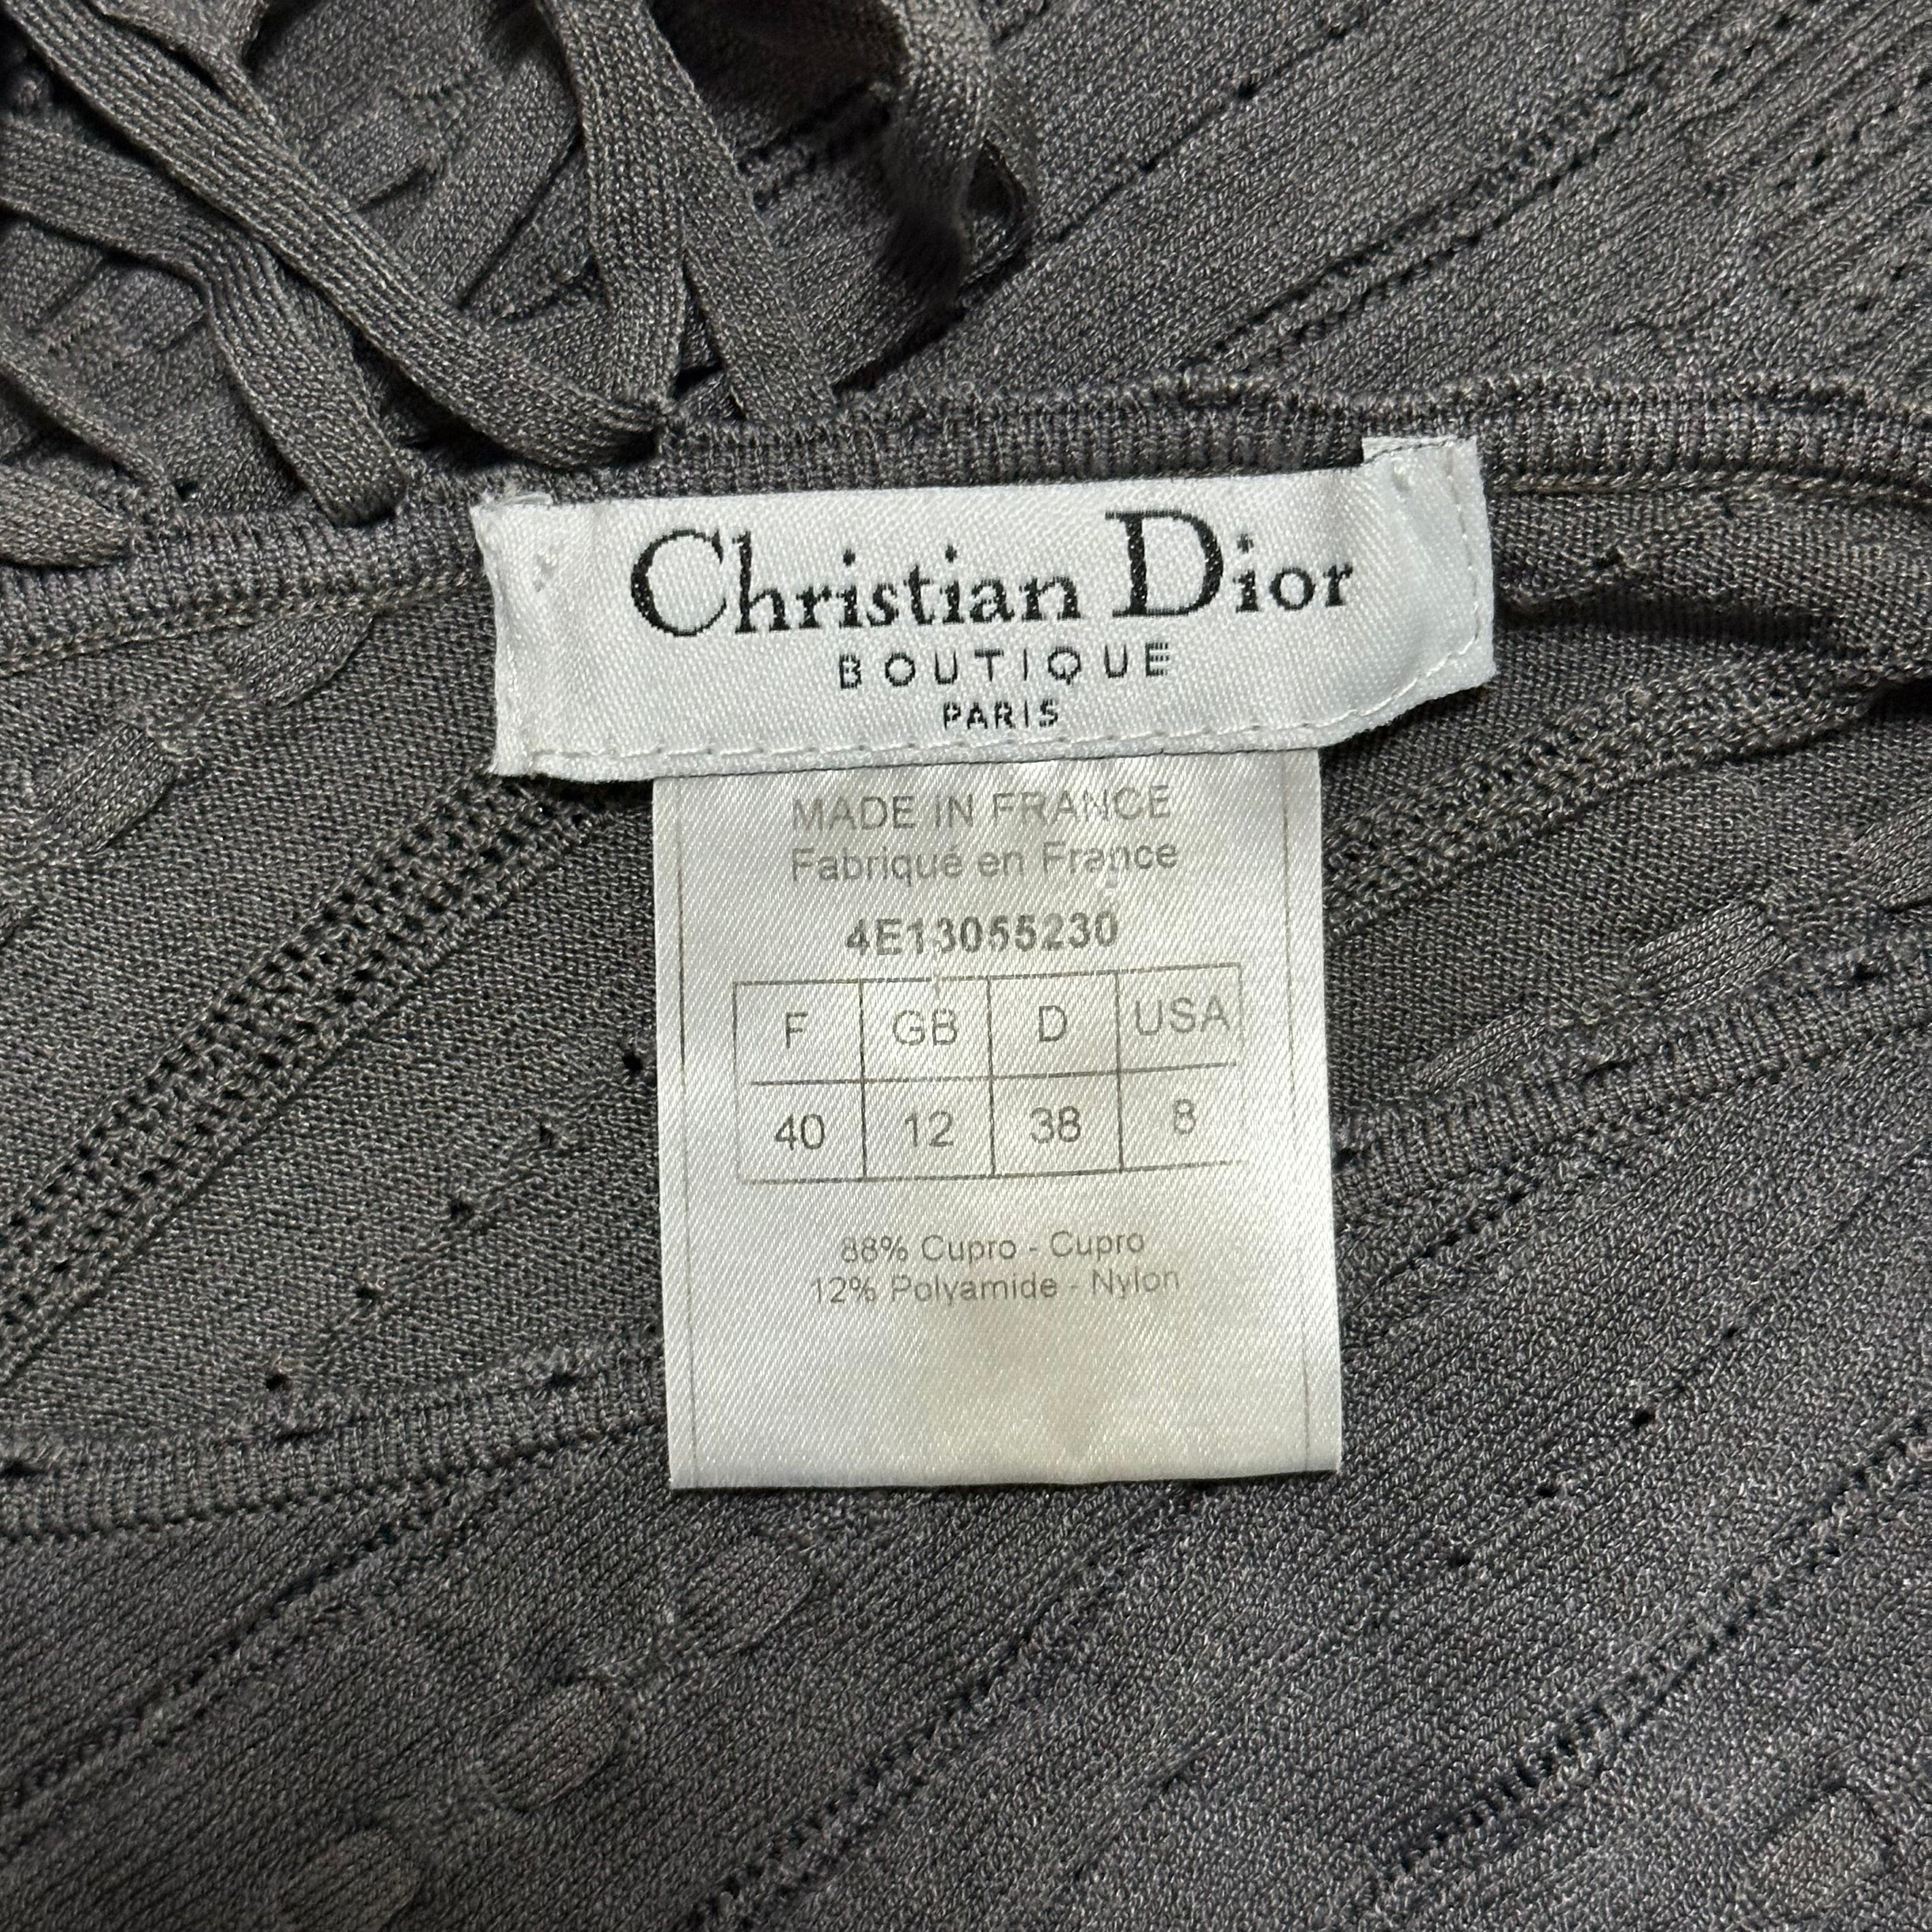 Christian Dior
BOUTIQUE
PARIS
MADE IN FRANCE
Fabriqué en France
4E13055230
F GB D USA
40 12 38 8
88% Cupro - Cupro
12% Polyamide - Nylon